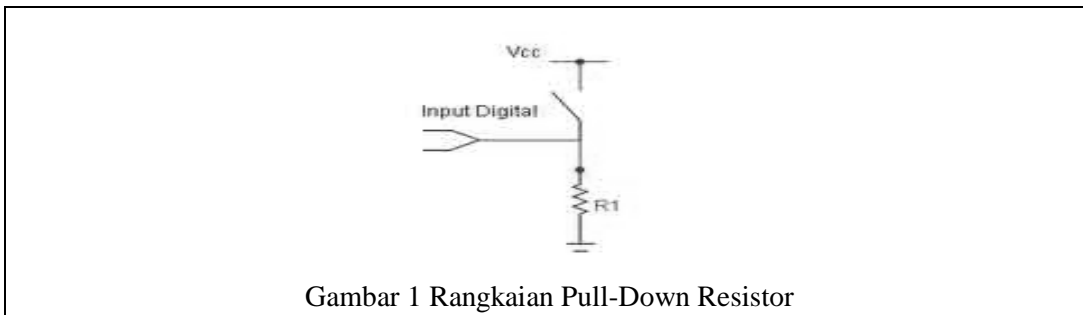 Vcc
Input Digital
R1
Gambar 1 Rangkaian Pull-Down Resistor